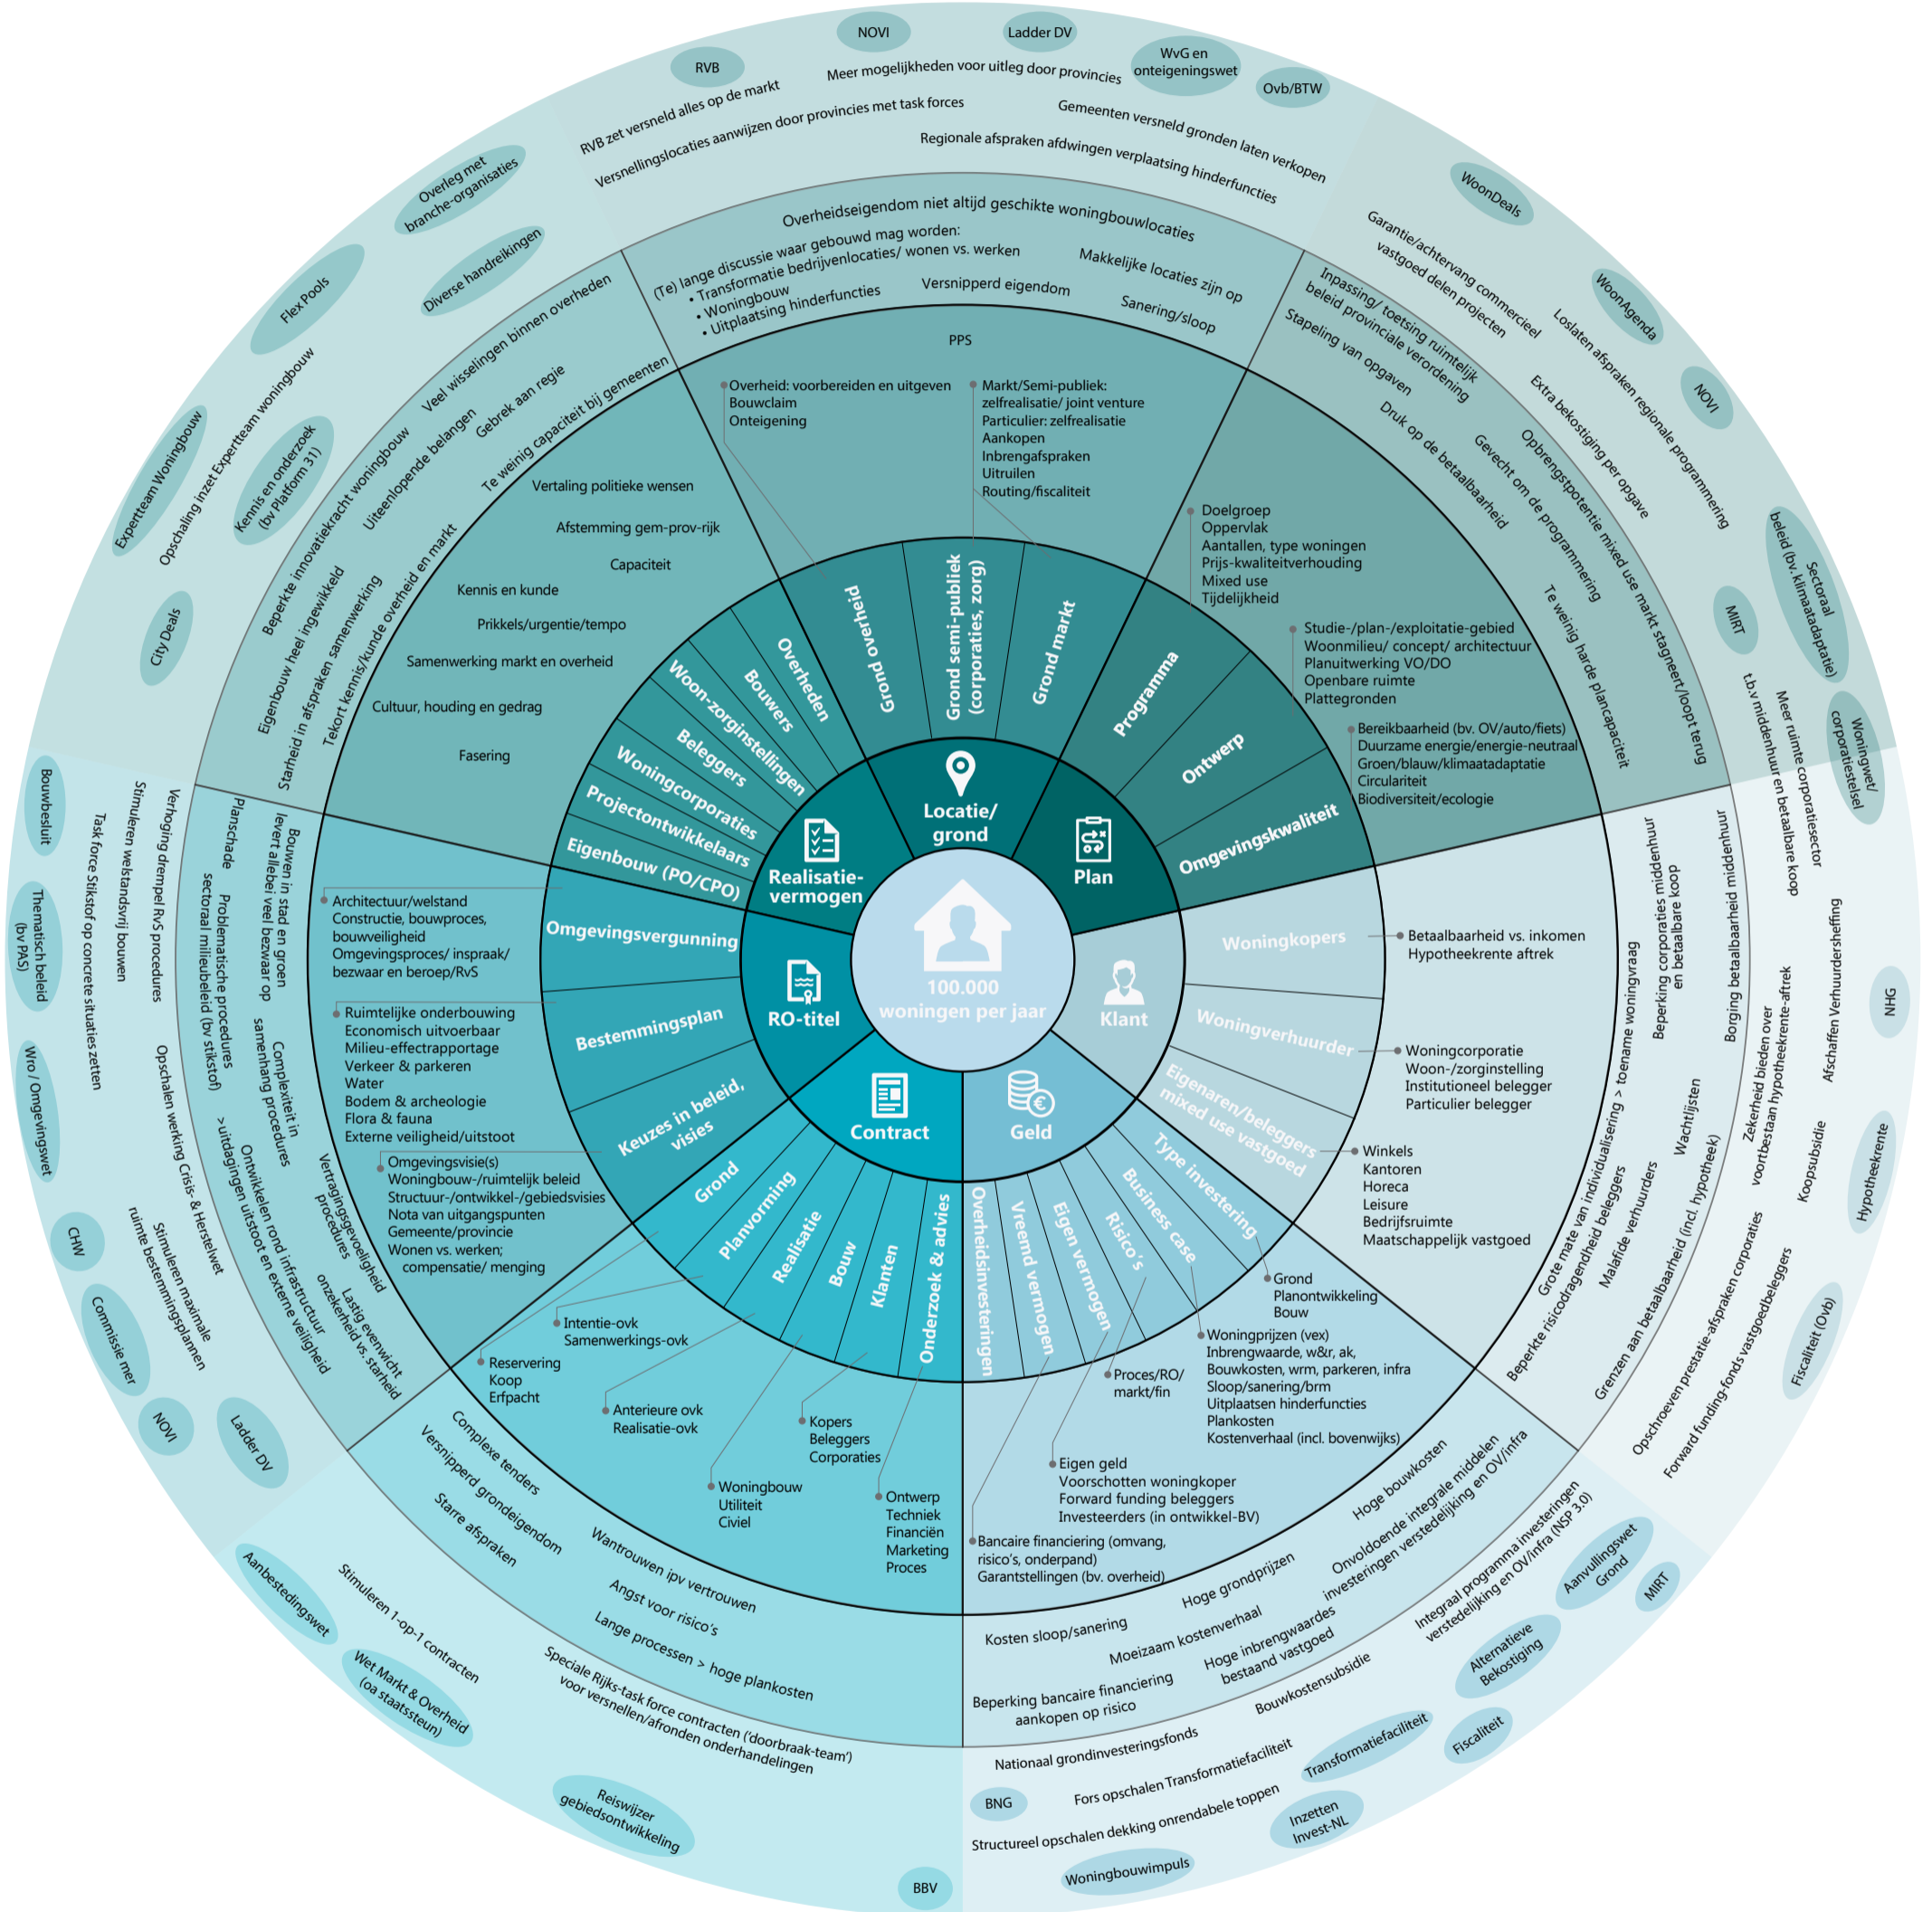 100.000
woningen per jaar
Locatie/
grond
Grond overheid
Grond semi-publiek
(corporaties, zorg)
Grond markt
PPS
Overheid: voorbereiden en uitgeven
Bouwclaim
Onteigening
Markt/Semi-publiek:
zelfrealisatie/ joint venture
Particulier: zelfrealisatie
Aankopen
Inbrengafspraken
Uitruilen
Routing/fiscaliteit
Overheidseigendom niet altijd geschikte woningbouwlocaties
(Te) lange discussie waar gebouwd mag worden:
• Transformatie bedrijvenlocaties/ wonen vs. werken
• Woningbouw
• Uitplaatsing hinderfuncties
Versnipperd eigendom
Makkelijke locaties zijn op
Sanering/sloop
RVB
NOVI
Ladder DV
WvG en
onteigeningswet
Ovb/BTW
RVB zet versneld alles op de markt
Meer mogelijkheden voor uitleg door provincies
Versnellingslocaties aanwijzen door provincies met task forces
Gemeenten versneld gronden laten verkopen
Regionale afspraken afdwingen verplaatsing hinderfuncties
Plan
Programma
Ontwerp
Omgevingskwaliteit
Doelgroep
Oppervlak
Aantallen, type woningen
Prijs-kwaliteitverhouding
Mixed use
Tijdelijkheid
Studie-/plan-/exploitatie-gebied
Woonmilieu/ concept/ architectuur
Planuitwerking VO/DO
Openbare ruimte
Plattegronden
Bereikbaarheid (bv. OV/auto/fiets)
Duurzame energie/energie-neutraal
Groen/blauw/klimaatadaptatie
Circulariteit
Biodiversiteit/ecologie
Inpassing/ toetsing ruimtelijk
beleid provinciale verordening
Stapeling van opgaven
Druk op de betaalbaarheid
Opbrengstpotentie mixed use markt stagneert/loopt terug
Gevecht om de programmering
Te weinig harde plancapaciteit
WoonDeals
Garantie/achtervang commercieel
vastgoed delen projecten
WoonAgenda
Loslaten afspraken regionale programmering
NOVI
Extra bekostiging per opgave
Sectoraal
beleid (bv. klimaatadaptatie)
MIRT
Woningwet/
corporatiestelsel
Meer ruimte corporatiesector
t.b.v middenhuur en betaalbare koop
Klant
Woningkopers
Woningverhuurder
Eigenaren/beleggers
mixed use vastgoed
Betaalbaarheid vs. inkomen
Hypotheekrente aftrek
Woningcorporatie
Woon-/zorginstelling
Institutioneel belegger
Particulier belegger
Winkels
Kantoren
Horeca
Leisure
Bedrijfsruimte
Maatschappelijk vastgoed
Grote mate van individualisering > toename woningvraag
Beperking corporaties middenhuur
en betaalbare koop
Borging betaalbaarheid middenhuur
Wachtlijsten
Malafide verhuurders
Beperkte risicodragendheid beleggers
Grenzen aan betaalbaarheid (incl. hypotheek)
Zekerheid bieden over
voortbestaan hypotheekrente-aftrek
Afschaffen Verhuurdersheffing
Koopsubsidie
Opschroeven prestatie-afspraken corporaties
Forward funding-fonds vastgoedbeleggers
NHG
Hypotheekrente
Fiscaliteit (Ovb)
Geld
Type investering
Business case
Risico's
Eigen vermogen
Vreemd vermogen
Overheidsinvesteringen
Grond
Planontwikkeling
Bouw
Woningprijzen (vex)
Inbrengwaarde, w&r, ak,
Bouwkosten, wrm, parkeren, infra
Sloop/sanering/brm
Uitplaatsen hinderfuncties
Plankosten
Kostenverhaal (incl. bovenwijks)
Proces/RO/
markt/fin
Eigen geld
Voorschotten woningkoper
Forward funding beleggers
Investeerders (in ontwikkel-BV)
Bancaire financiering (omvang,
risico's, onderpand)
Garantstellingen (bv. overheid)
Hoge bouwkosten
Onvoldoende integrale middelen
investeringen verstedelijking en OV/infra
Hoge grondprijzen
Kosten sloop/sanering
Moeizaam kostenverhaal
Hoge inbrengwaardes
bestaand vastgoed
Beperking bancaire financiering
aankopen op risico
Integraal programma investeringen
verstedelijking en OV/infra (NSP 3.0)
Bouwkostensubsidie
Nationaal grondinvesteringsfonds
Fors opschalen Transformatiefaciliteit
Structureel opschalen dekking onrendabele toppen
Aanvullingswet
Grond
MIRT
Alternatieve
Bekostiging
Fiscaliteit
Transformatiefaciliteit
BNG
Inzetten
Invest-NL
Woningbouwimpuls
Contract
Grond
Planvorming
Realisatie
Bouw
Klanten
Onderzoek & advies
Reservering
Koop
Erfpacht
Intentie-ovk
Samenwerkings-ovk
Anterieure ovk
Realisatie-ovk
Woningbouw
Utiliteit
Civiel
Kopers
Beleggers
Corporaties
Ontwerp
Techniek
Financiën
Marketing
Proces
Complexe tenders
Versnipperd grondeigendom
Starre afspraken
Wantrouwen ipv vertrouwen
Angst voor risico's
Lange processen > hoge plankosten
Stimuleren 1-op-1 contracten
Speciale Rijks-task force contracten ('doorbraak-team')
voor versnellen/afronden onderhandelingen
Aanbestedingswet
Wet Markt & Overheid
(oa staatssteun)
Reiswijzer
gebiedsontwikkeling
BBV
RO-titel
Omgevingsvergunning
Bestemmingsplan
Keuzes in beleid,
visies
Architectuur/welstand
Constructie, bouwproces,
bouwveiligheid
Omgevingsproces/ inspraak/
bezwaar en beroep/RvS
Ruimtelijke onderbouwing
Economisch uitvoerbaar
Milieu-effectrapportage
Verkeer & parkeren
Water
Bodem & archeologie
Flora & fauna
Externe veiligheid/uitstoot
Omgevingsvisie(s)
Woningbouw-/ruimtelijk beleid
Structuur-/ontwikkel-/gebiedsvisies
Nota van uitgangspunten
Gemeente/provincie
Wonen vs. werken;
compensatie/ menging
Bouwen in stad en groen
levert allebei veel bezwaar op
Planschade
Problematische procedures
sectoraal milieubeleid (bv stikstof)
Complexiteit in
samenhang procedures
Vertragingsgevoeligheid
procedures
Ontwikkelen rond infrastructuur
> uitdagingen uitstoot en externe veiligheid
Lastig evenwicht
onzekerheid vs. starheid
Verhoging drempel RvS procedures
Stimuleren welstandsvrij bouwen
Task force Stikstof op concrete situaties zetten
Opschalen werking Crisis- & Herstelwet
Stimuleren maximale
ruimte bestemmingsplannen
Bouwbesluit
Thematisch beleid
(bv PAS)
Wro / Omgevingswet
CHW
Commissie mer
NOVI
Ladder DV
Realisatie-
vermogen
Overheden
Bouwers
Woon-zorginstellingen
Beleggers
Woningcorporaties
Projectontwikkelaars
Eigenbouw (PO/CPO)
Vertaling politieke wensen
Afstemming gem-prov-rijk
Capaciteit
Kennis en kunde
Prikkels/urgentie/tempo
Samenwerking markt en overheid
Cultuur, houding en gedrag
Fasering
Veel wisselingen binnen overheden
Gebrek aan regie
Te weinig capaciteit bij gemeenten
Uiteenlopende belangen
Beperkte innovatiekracht woningbouw
Eigenbouw heel ingewikkeld
Starheid in afspraken samenwerking
Tekort kennis/kunde overheid en markt
Overleg met
branche-organisaties
Diverse handreikingen
Flex Pools
Opschaling inzet Expertteam woningbouw
Expertteam Woningbouw
Kennis en onderzoek
(bv Platform 31)
City Deals